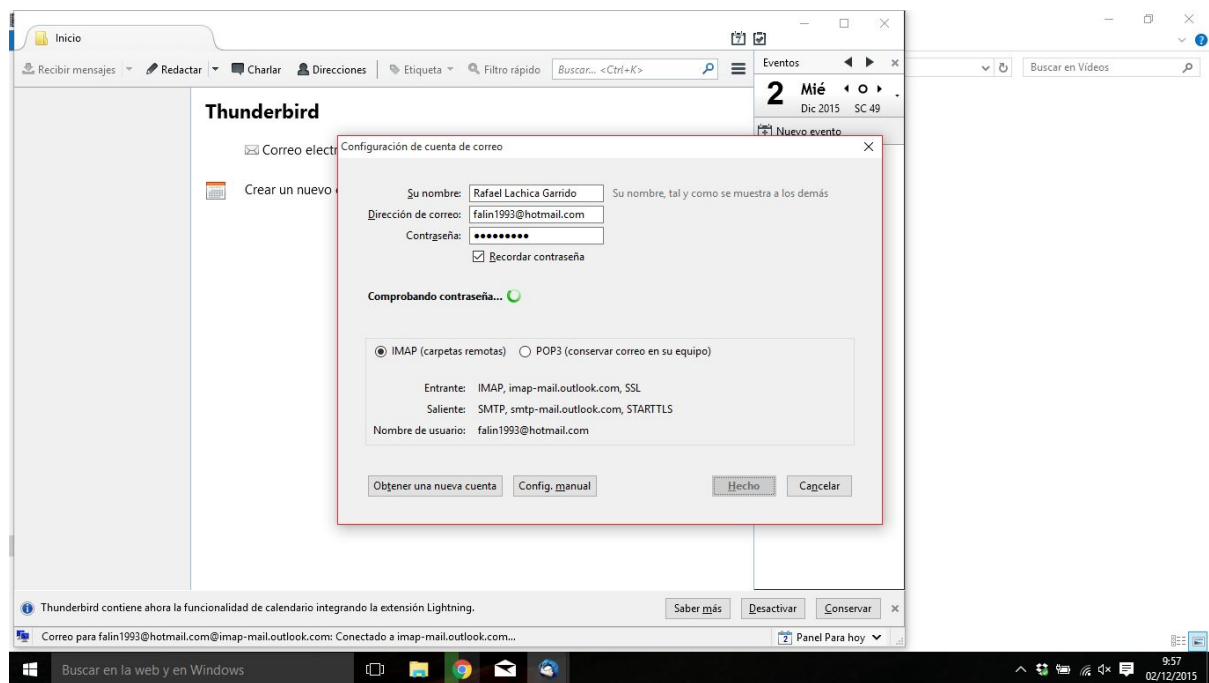 Inicio
Recibir mensajes
Redactar
Charlar
Direcciones
Etiqueta
Filtro rápido
Buscar... <Ctrl+K>
Eventos
2
Mié
Dic 2015 SC 49
Nuevo evento
Buscar en Vídeos
Thunderbird
Correo elect
Crear un nuevo
Configuración de cuenta de correo
Su nombre: Rafael Lachica Garrido Su nombre, tal y como se muestra a los demás
Dirección de correo: falin1993@hotmail.com
Contraseña: •••••••••
Recordar contraseña
Comprobando contraseña...
IMAP (carpetas remotas) POP3 (conservar correo en su equipo)
Entrante: IMAP, imap-mail.outlook.com, SSL
Saliente: SMTP, smtp-mail.outlook.com, STARTTLS
Nombre de usuario: falin1993@hotmail.com
Obtener una nueva cuenta Config. manual Hecho Cancelar
Thunderbird contiene ahora la funcionalidad de calendario integrando la extensión Lightning. Saber más Desactivar Conservar
Correo para falin1993@hotmail.com@imap-mail.outlook.com: Conectado a imap-mail.outlook.com... 2 Panel Para hoy
Buscar en la web y en Windows
9:57
02/12/2015